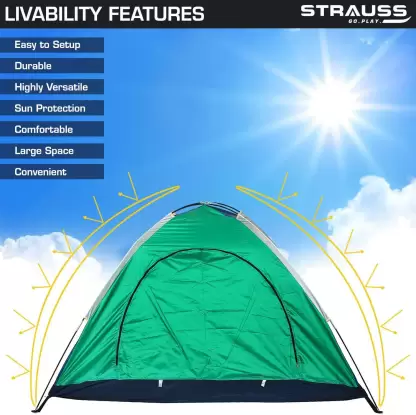 LIVABILITY FEATURES
STRAUSS
GO.PLAY.
Easy to Setup
Durable
Highly Versatile
Sun Protection
Comfortable
Large Space
Convenient